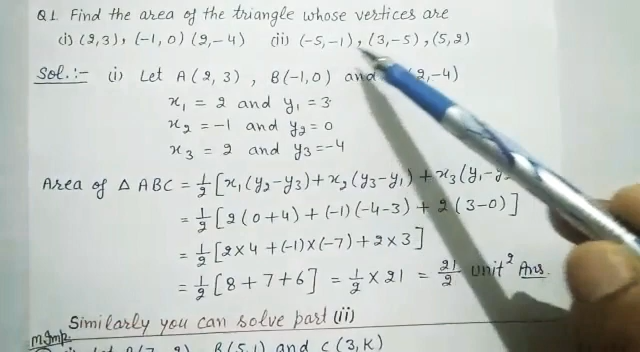 Q1. Find the area of the triangle whose vertices are
(i) (2,3), (-1,0) (2,-4) (ii) (-5,-1), (3,-5), (5,2)
Sol.:- (i) Let A(2,3), B(-1,0) and (2,-4)
x₁ = 2 and y₁ = 3
x₂ = -1 and y₂ = 0
x₃ = 2 and y₃ = -4
Area of △ ABC = 1/2 [x₁(y₂-y₃)+x₂(y₃-y₁)+x₃(y₁-y
= 1/2 [2(0+4)+(-1)(-4-3)+2(3-0)]
= 1/2 [2×4+(-1)×(-7)+2×3]
= 1/2 [8+7+6] = 1/2 × 21 = 21/2 unit² Ans.
Similarly you can solve part (ii)
B(5,1) and C(3,K)